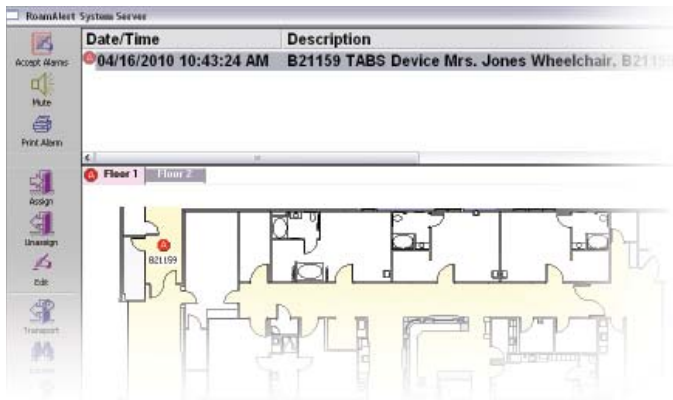 RoamAlert System Server
Date/Time Description
A 04/16/2010 10:43:24 AM B21159 TABS Device Mrs. Jones Wheelchair. B21159
Accept Alarms
Mute
Print Alarm
A Floor 1 Floor 2
Assign
Unassign
Edit
Transport
A
B21159